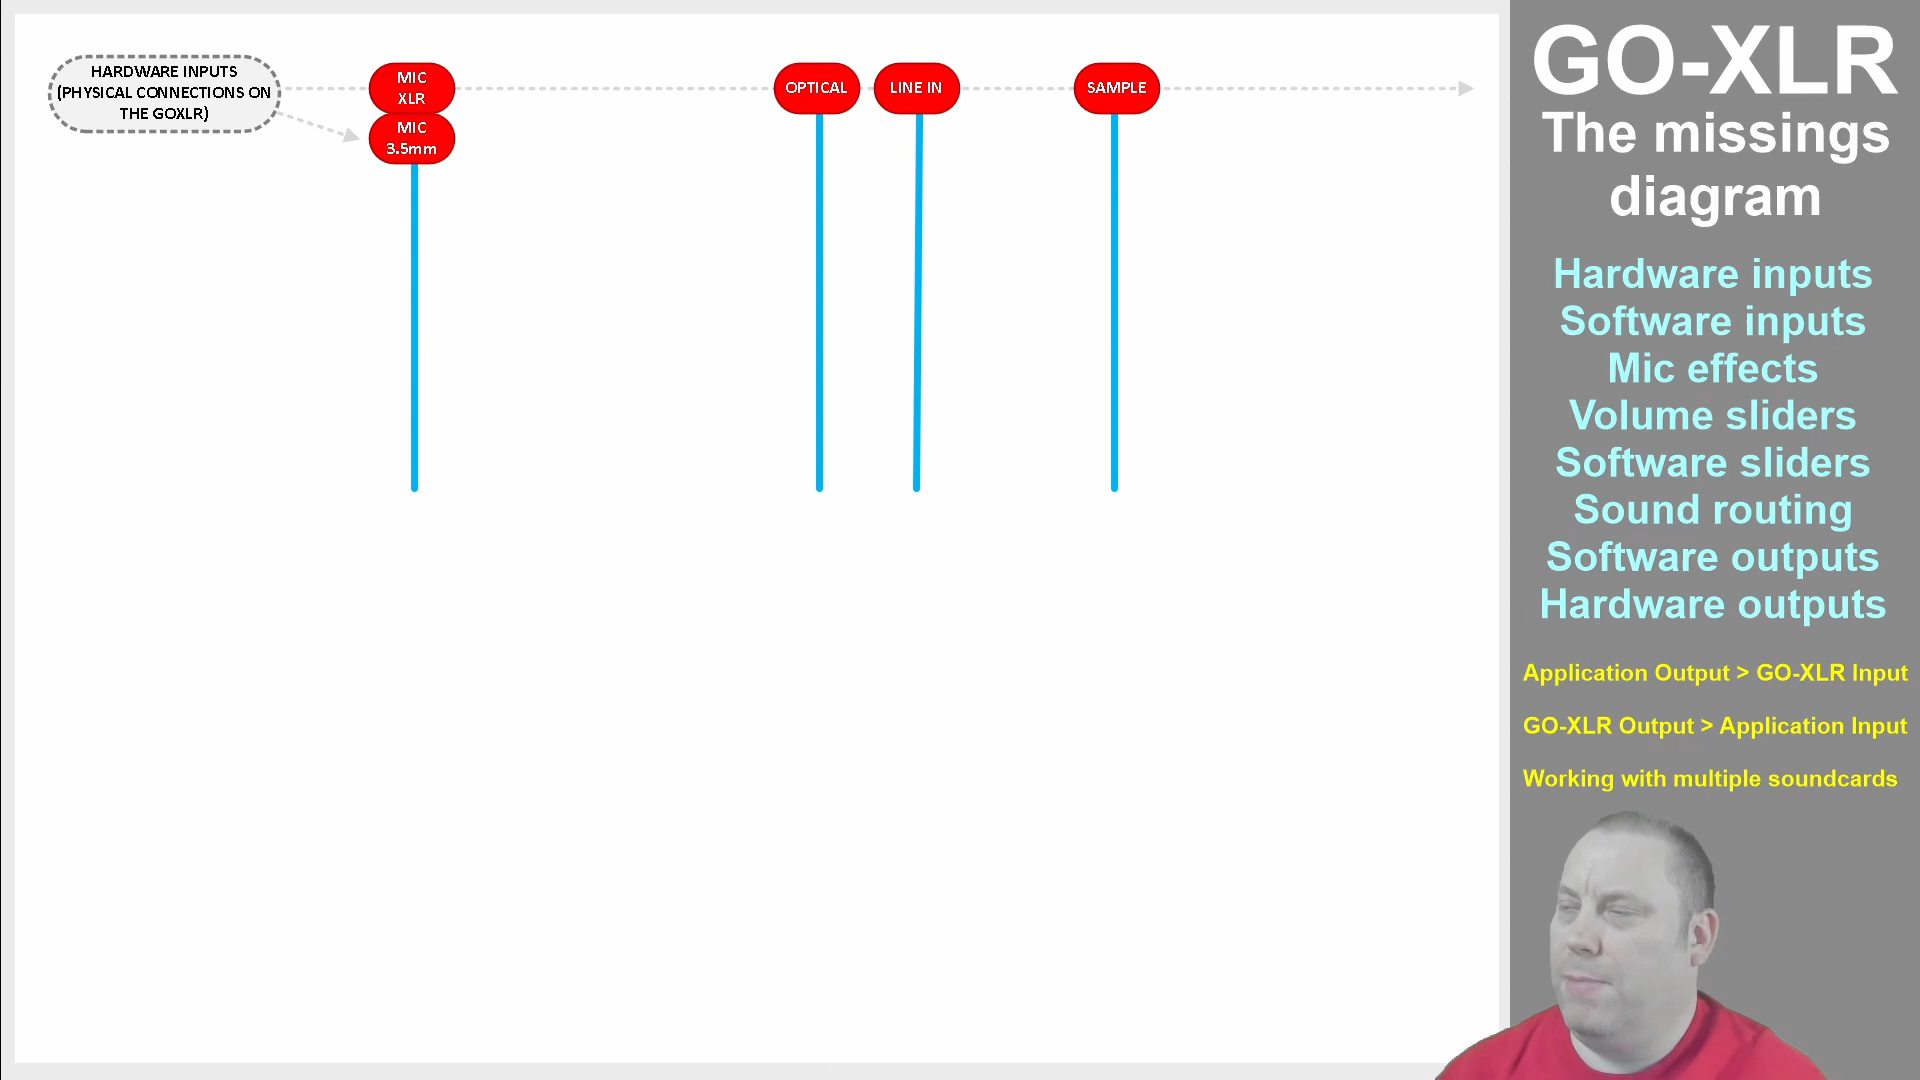 HARDWARE INPUTS
(PHYSICAL CONNECTIONS ON
THE GOXLR)
MIC
XLR
MIC
3.5mm
OPTICAL
LINE IN
SAMPLE
GO-XLR
The missings
diagram
Hardware inputs
Software inputs
Mic effects
Volume sliders
Software sliders
Sound routing
Software outputs
Hardware outputs
Application Output > GO-XLR Input
GO-XLR Output > Application Input
Working with multiple soundcards